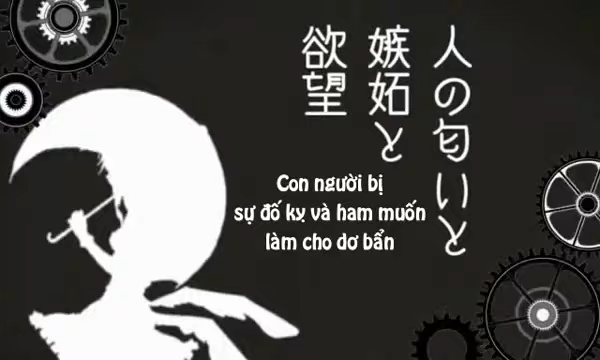 人の匂いと
嫉妬と
欲望
Con người bị
sự đố kỵ và ham muốn
làm cho dơ bẩn